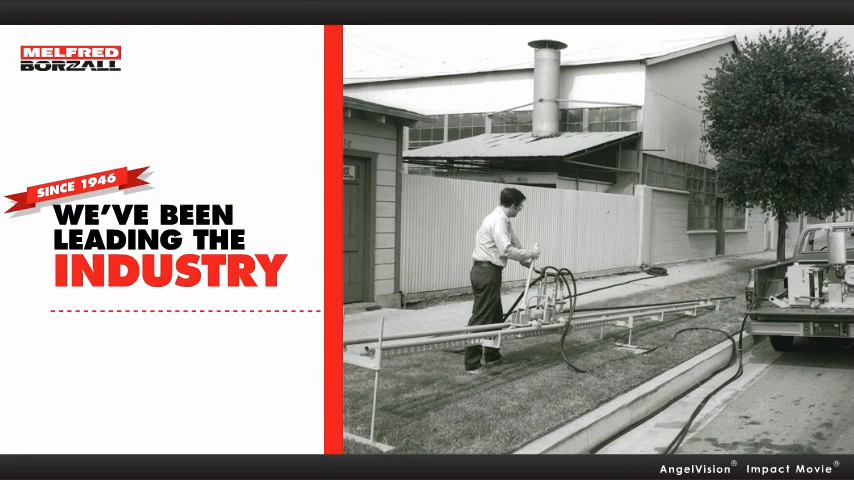 MELFRED
BORZALL
SINCE 1946
WE'VE BEEN
LEADING THE
INDUSTRY
AngelVision® Impact Movie®